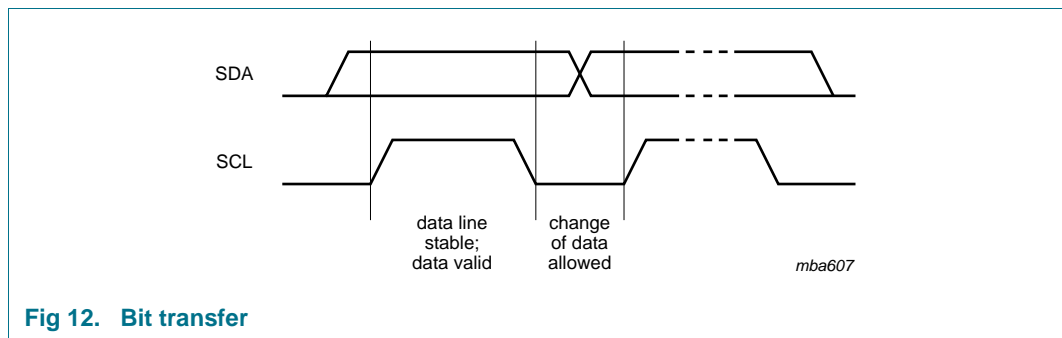 SDA
SCL
data line
stable;
data valid
change
of data
allowed
mba607
Fig 12. Bit transfer